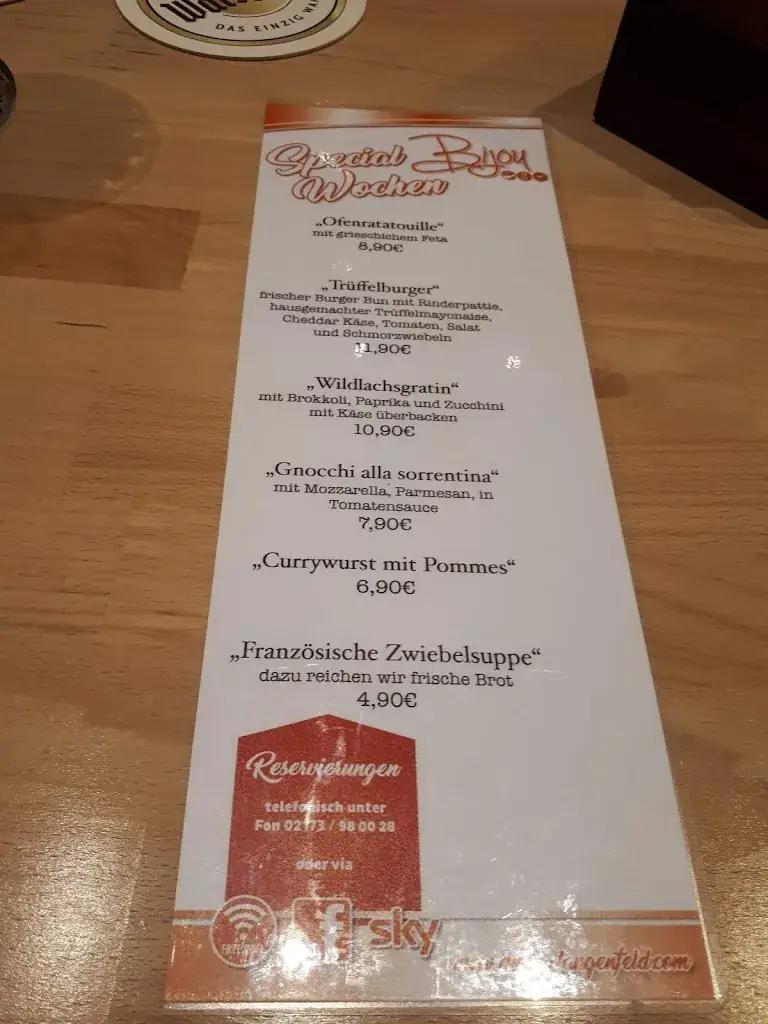 DAS EINZIG
Special Bijou
Wochen
„Ofenratatouille“
mit grieschichem Feta
8,90€
„Trüffelburger“
frischer Burger Bun mit Rinderpattie,
hausgemachter Trüffelmayonaise,
Cheddar Käse, Tomaten, Salat
und Schmorzwiebeln
11,90€
„Wildlachsgratin“
mit Brokkoli, Paprika und Zucchini
mit Käse überbacken
10,90€
„Gnocchi alla sorrentina“
mit Mozzarella, Parmesan, in
Tomatensauce
7,90€
„Currywurst mit Pommes“
6,90€
„Französische Zwiebelsuppe“
dazu reichen wir frische Brot
4,90€
Reservierungen
telefonisch unter
Fon 02173 / 98 00 28
oder via
f sky